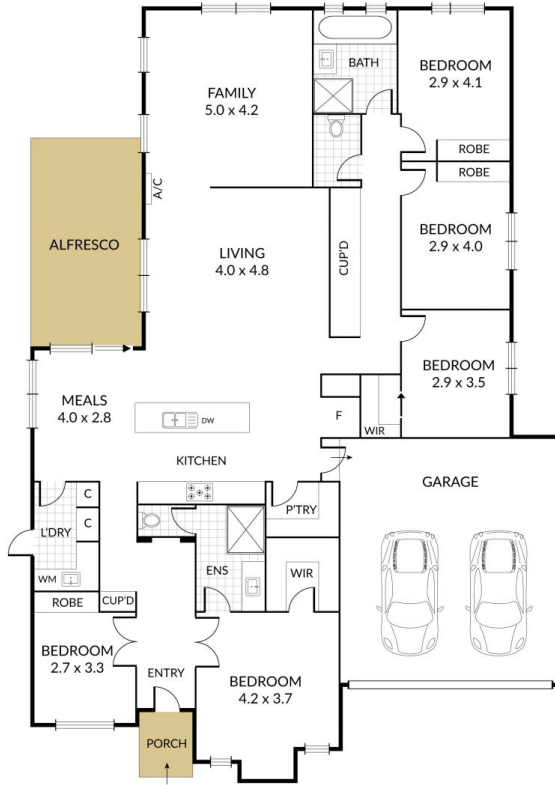 BATH
BEDROOM
2.9 x 4.1
FAMILY
5.0 x 4.2
ROBE
ROBE
A/C
ALFRESCO
LIVING
4.0 x 4.8
CUP'D
BEDROOM
2.9 x 4.0
BEDROOM
2.9 x 3.5
MEALS
4.0 x 2.8
DW
F
WIR
KITCHEN
GARAGE
C
P'TRY
C
L'DRY
ENS
WIR
WM
ROBE
CUP'D
BEDROOM
2.7 x 3.3
ENTRY
BEDROOM
4.2 x 3.7
PORCH